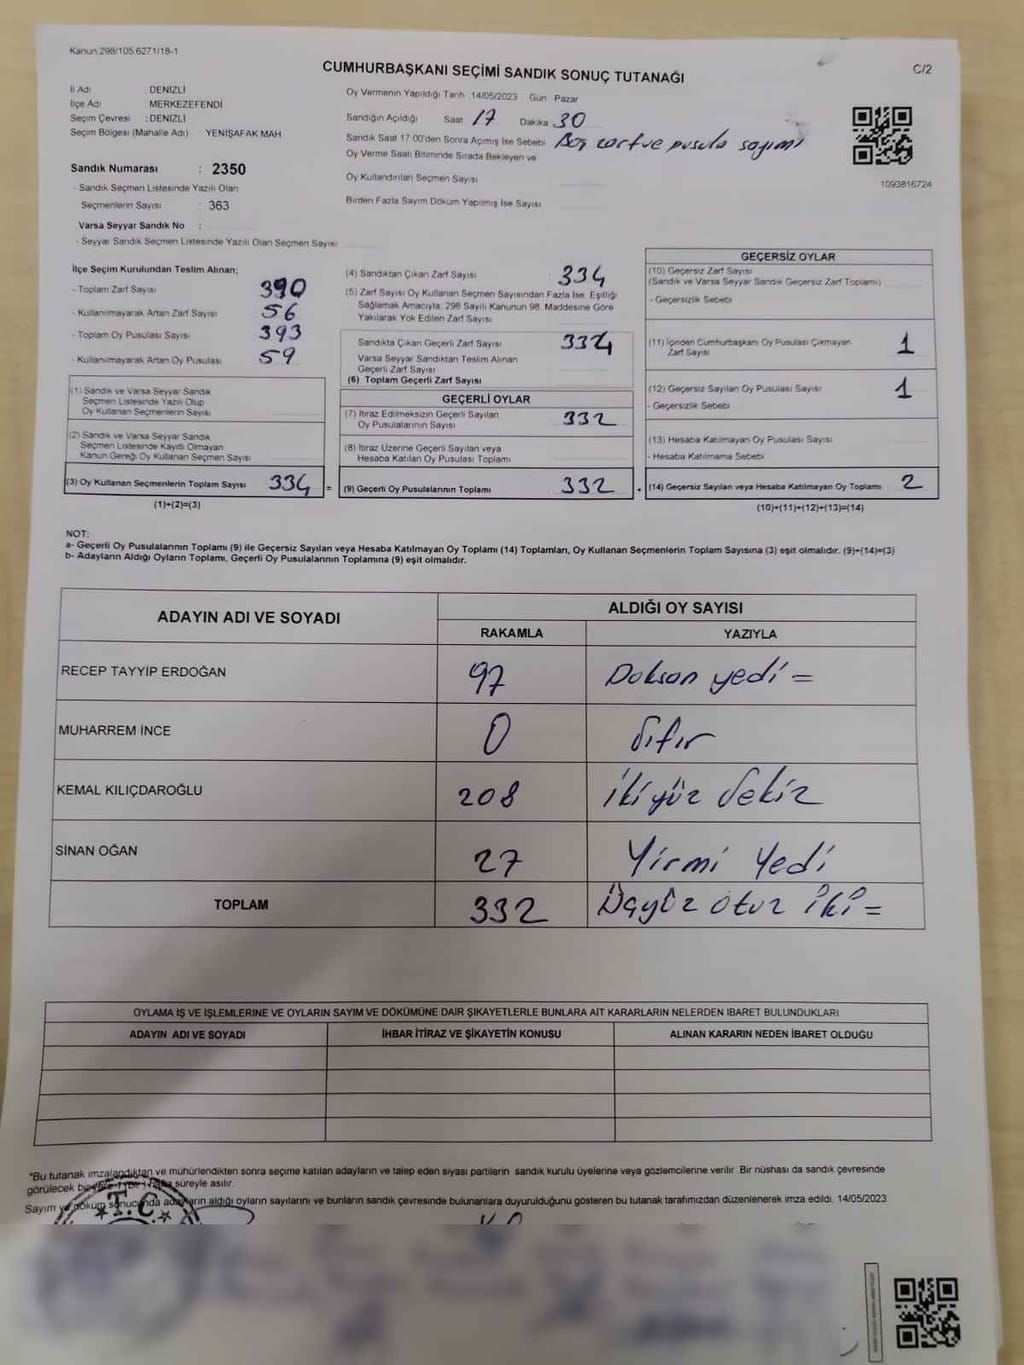 Kanun 298/105.6271/18-1
CUMHURBAŞKANI SEÇİMİ SANDIK SONUÇ TUTANAĞI
C/2
İl Adı : DENİZLİ
İlçe Adı : MERKEZEFENDİ
Seçim Çevresi : DENİZLİ
Seçim Bölgesi (Mahalle Adı) : YENİŞAFAK MAH
Sandık Numarası : 2350
- Sandık Seçmen Listesinde Yazılı Olan
Seçmenlerin Sayısı : 363
Varsa Seyyar Sandık No :
- Seyyar Sandık Seçmen Listesinde Yazılı Olan Seçmen Sayısı
Oy Vermenin Yapıldığı Tarih 14/05/2023 Gün Pazar
Sandığın Açıldığı Saat 17 Dakika 30
Sandık Saat 17.00'den Sonra Açılmış İse Sebebi Boş zarf ve pusula sayımı
Oy Verme Saati Bitiminde Sırada Bekleyen ve
Oy Kullandırılan Seçmen Sayısı
Birden Fazla Sayım Döküm Yapılmış İse Sayısı
1093816724
İlçe Seçim Kurulundan Teslim Alınan;
- Toplam Zarf Sayısı 390
- Kullanılmayarak Artan Zarf Sayısı 56
- Toplam Oy Pusulası Sayısı 393
- Kullanılmayarak Artan Oy Pusulası 59
(1) Sandık ve Varsa Seyyar Sandık
Seçmen Listesinde Yazılı Olup
Oy Kullanan Seçmenlerin Sayısı
(2) Sandık ve Varsa Seyyar Sandık
Seçmen Listesinde Kayıtlı Olmayan
Kanun Gereği Oy Kullanan Seçmen Sayısı
(3) Oy Kullanan Seçmenlerin Toplam Sayısı 334 =
(1)+(2)=(3)
(4) Sandıktan Çıkan Zarf Sayısı 334
(5) Zarf Sayısı Oy Kullanan Seçmen Sayısından Fazla İse, Eşitliği
Sağlamak Amacıyla, 298 Sayılı Kanunun 98. Maddesine Göre
Yakılarak Yok Edilen Zarf Sayısı
Sandıkta Çıkan Geçerli Zarf Sayısı 334
Varsa Seyyar Sandıktan Teslim Alınan
Geçerli Zarf Sayısı
(6) Toplam Geçerli Zarf Sayısı
GEÇERLİ OYLAR
(7) İtiraz Edilmeksizin Geçerli Sayılan
Oy Pusulalarının Sayısı 332
(8) İtiraz Üzerine Geçerli Sayılan veya
Hesaba Katılan Oy Pusulası Toplamı
(9) Geçerli Oy Pusulalarının Toplamı 332 +
GEÇERSİZ OYLAR
(10) Geçersiz Zarf Sayısı
(Sandık ve Varsa Seyyar Sandık Geçersiz Zarf Toplamı)
- Geçersizlik Sebebi
(11) İçinden Cumhurbaşkanı Oy Pusulası Çıkmayan
Zarf Sayısı 1
(12) Geçersiz Sayılan Oy Pusulası Sayısı 1
- Geçersizlik Sebebi
(13) Hesaba Katılmayan Oy Pusulası Sayısı
- Hesaba Katılmama Sebebi
(14) Geçersiz Sayılan veya Hesaba Katılmayan Oy Toplamı 2
(10)+(11)+(12)+(13)=(14)
NOT:
a- Geçerli Oy Pusulalarının Toplamı (9) ile Geçersiz Sayılan veya Hesaba Katılmayan Oy Toplamı (14) Toplamları, Oy Kullanan Seçmenlerin Toplam Sayısına (3) eşit olmalıdır. (9)+(14)=(3)
b- Adayların Aldığı Oyların Toplamı, Geçerli Oy Pusulalarının Toplamına (9) eşit olmalıdır.
ADAYIN ADI VE SOYADI ALDIĞI OY SAYISI
RAKAMLA YAZIYLA
RECEP TAYYİP ERDOĞAN 97 Doksan yedi =
MUHARREM İNCE 0 Sıfır
KEMAL KILIÇDAROĞLU 208 İkiyüz Sekiz
SİNAN OĞAN 27 Yirmi Yedi
TOPLAM 332 Üçyüz otuz iki =
OYLAMA İŞ VE İŞLEMLERİNE VE OYLARIN SAYIM VE DÖKÜMÜNE DAİR ŞİKAYETLERLE BUNLARA AİT KARARLARIN NELERDEN İBARET BULUNDUKLARI
ADAYIN ADI VE SOYADI İHBAR İTİRAZ VE ŞİKAYETİN KONUSU ALINAN KARARIN NEDEN İBARET OLDUĞU
*Bu tutanak imzalandıktan ve mühürlendikten sonra seçime katılan adayların ve talep eden siyasi partilerin sandık kurulu üyelerine veya gözlemcilerine verilir. Bir nüshası da sandık çevresinde
görülecek süreyle asılır.
Sayım ve döküm sonucunda adayların aldığı oyların sayılarını ve bunların sandık çevresinde bulunanlara duyurulduğunu gösteren bu tutanak tarafımızdan düzenlenerek imza edildi. 14/05/2023
T.C.